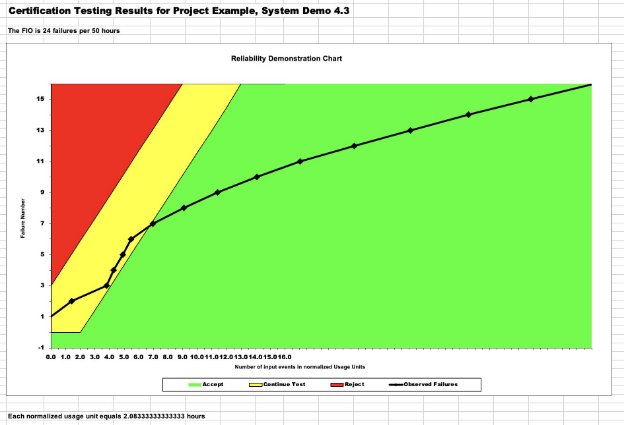 Certification Testing Results for Project Example, System Demo 4.3
The FIO is 24 failures per 50 hours
Reliability Demonstration Chart
15
13
11
9
7
5
3
1
-1
Failure Number
0.0 1.0 2.0 3.0 4.0 5.0 6.0 7.0 8.0 9.0 10.0 11.0 12.0 13.0 14.0 15.0 16.0
Number of input events in normalized Usage Units
Accept Continue Test Reject Observed Failures
Each normalized usage unit equals 2.08333333333333 hours